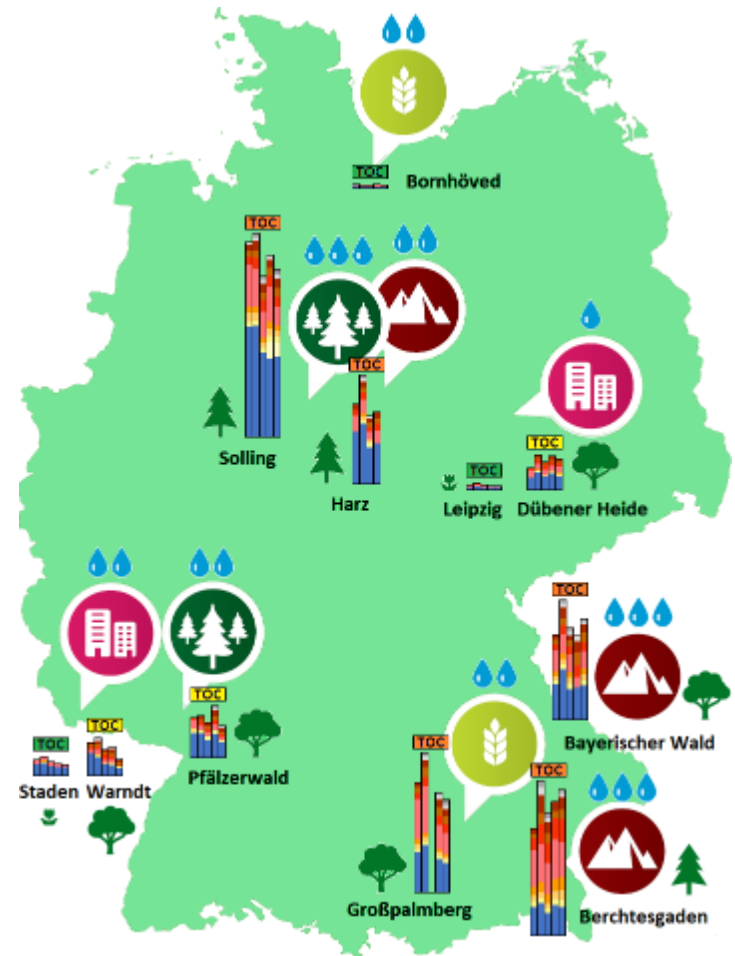 TOC
Bornhöved
TOC
TOC
Solling
Harz
TOC
TOC
Leipzig Dübener Heide
TOC
TOC
TOC
TOC
Staden Warndt
Pfälzerwald
Bayerischer Wald
TOC
TOC
Großpalmberg
Berchtesgaden